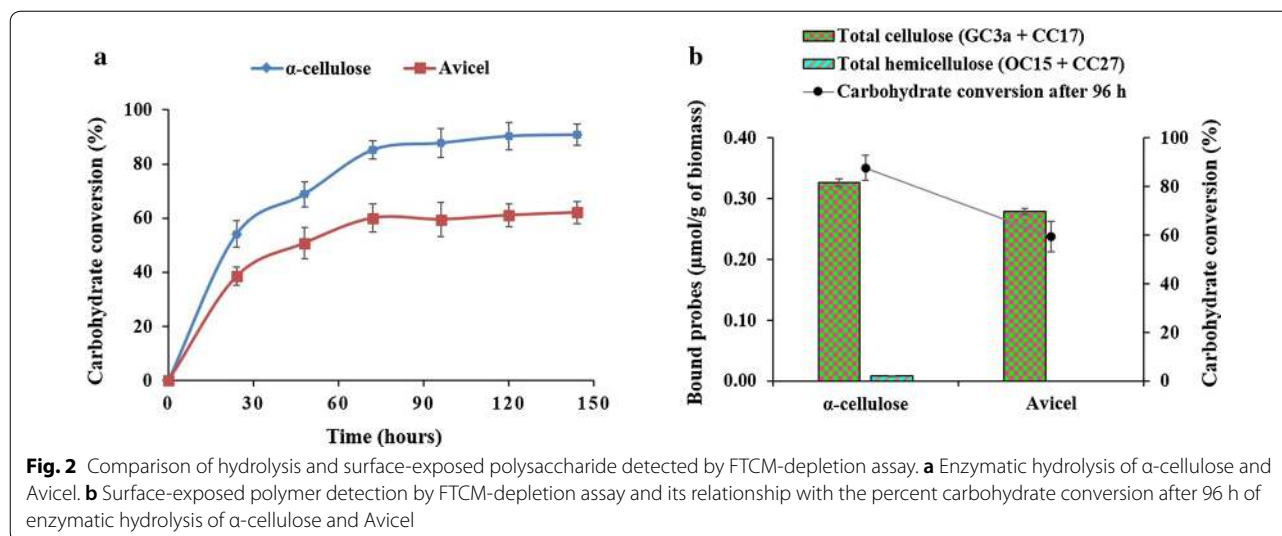 a
α-cellulose
Avicel
Carbohydrate conversion (%)
100
80
60
40
20
0
0
30
60
90
120
150
Time (hours)
b
Total cellulose (GC3a + CC17)
Total hemicellulose (OC15 + CC27)
Carbohydrate conversion after 96 h
Bound probes (μmol/g of biomass)
0.40
0.30
0.20
0.10
0.00
100
80
60
40
20
0
Carbohydrate conversion (%)
α-cellulose
Avicel
Fig. 2 Comparison of hydrolysis and surface-exposed polysaccharide detected by FTCM-depletion assay. a Enzymatic hydrolysis of α-cellulose and
Avicel. b Surface-exposed polymer detection by FTCM-depletion assay and its relationship with the percent carbohydrate conversion after 96 h of
enzymatic hydrolysis of α-cellulose and Avicel